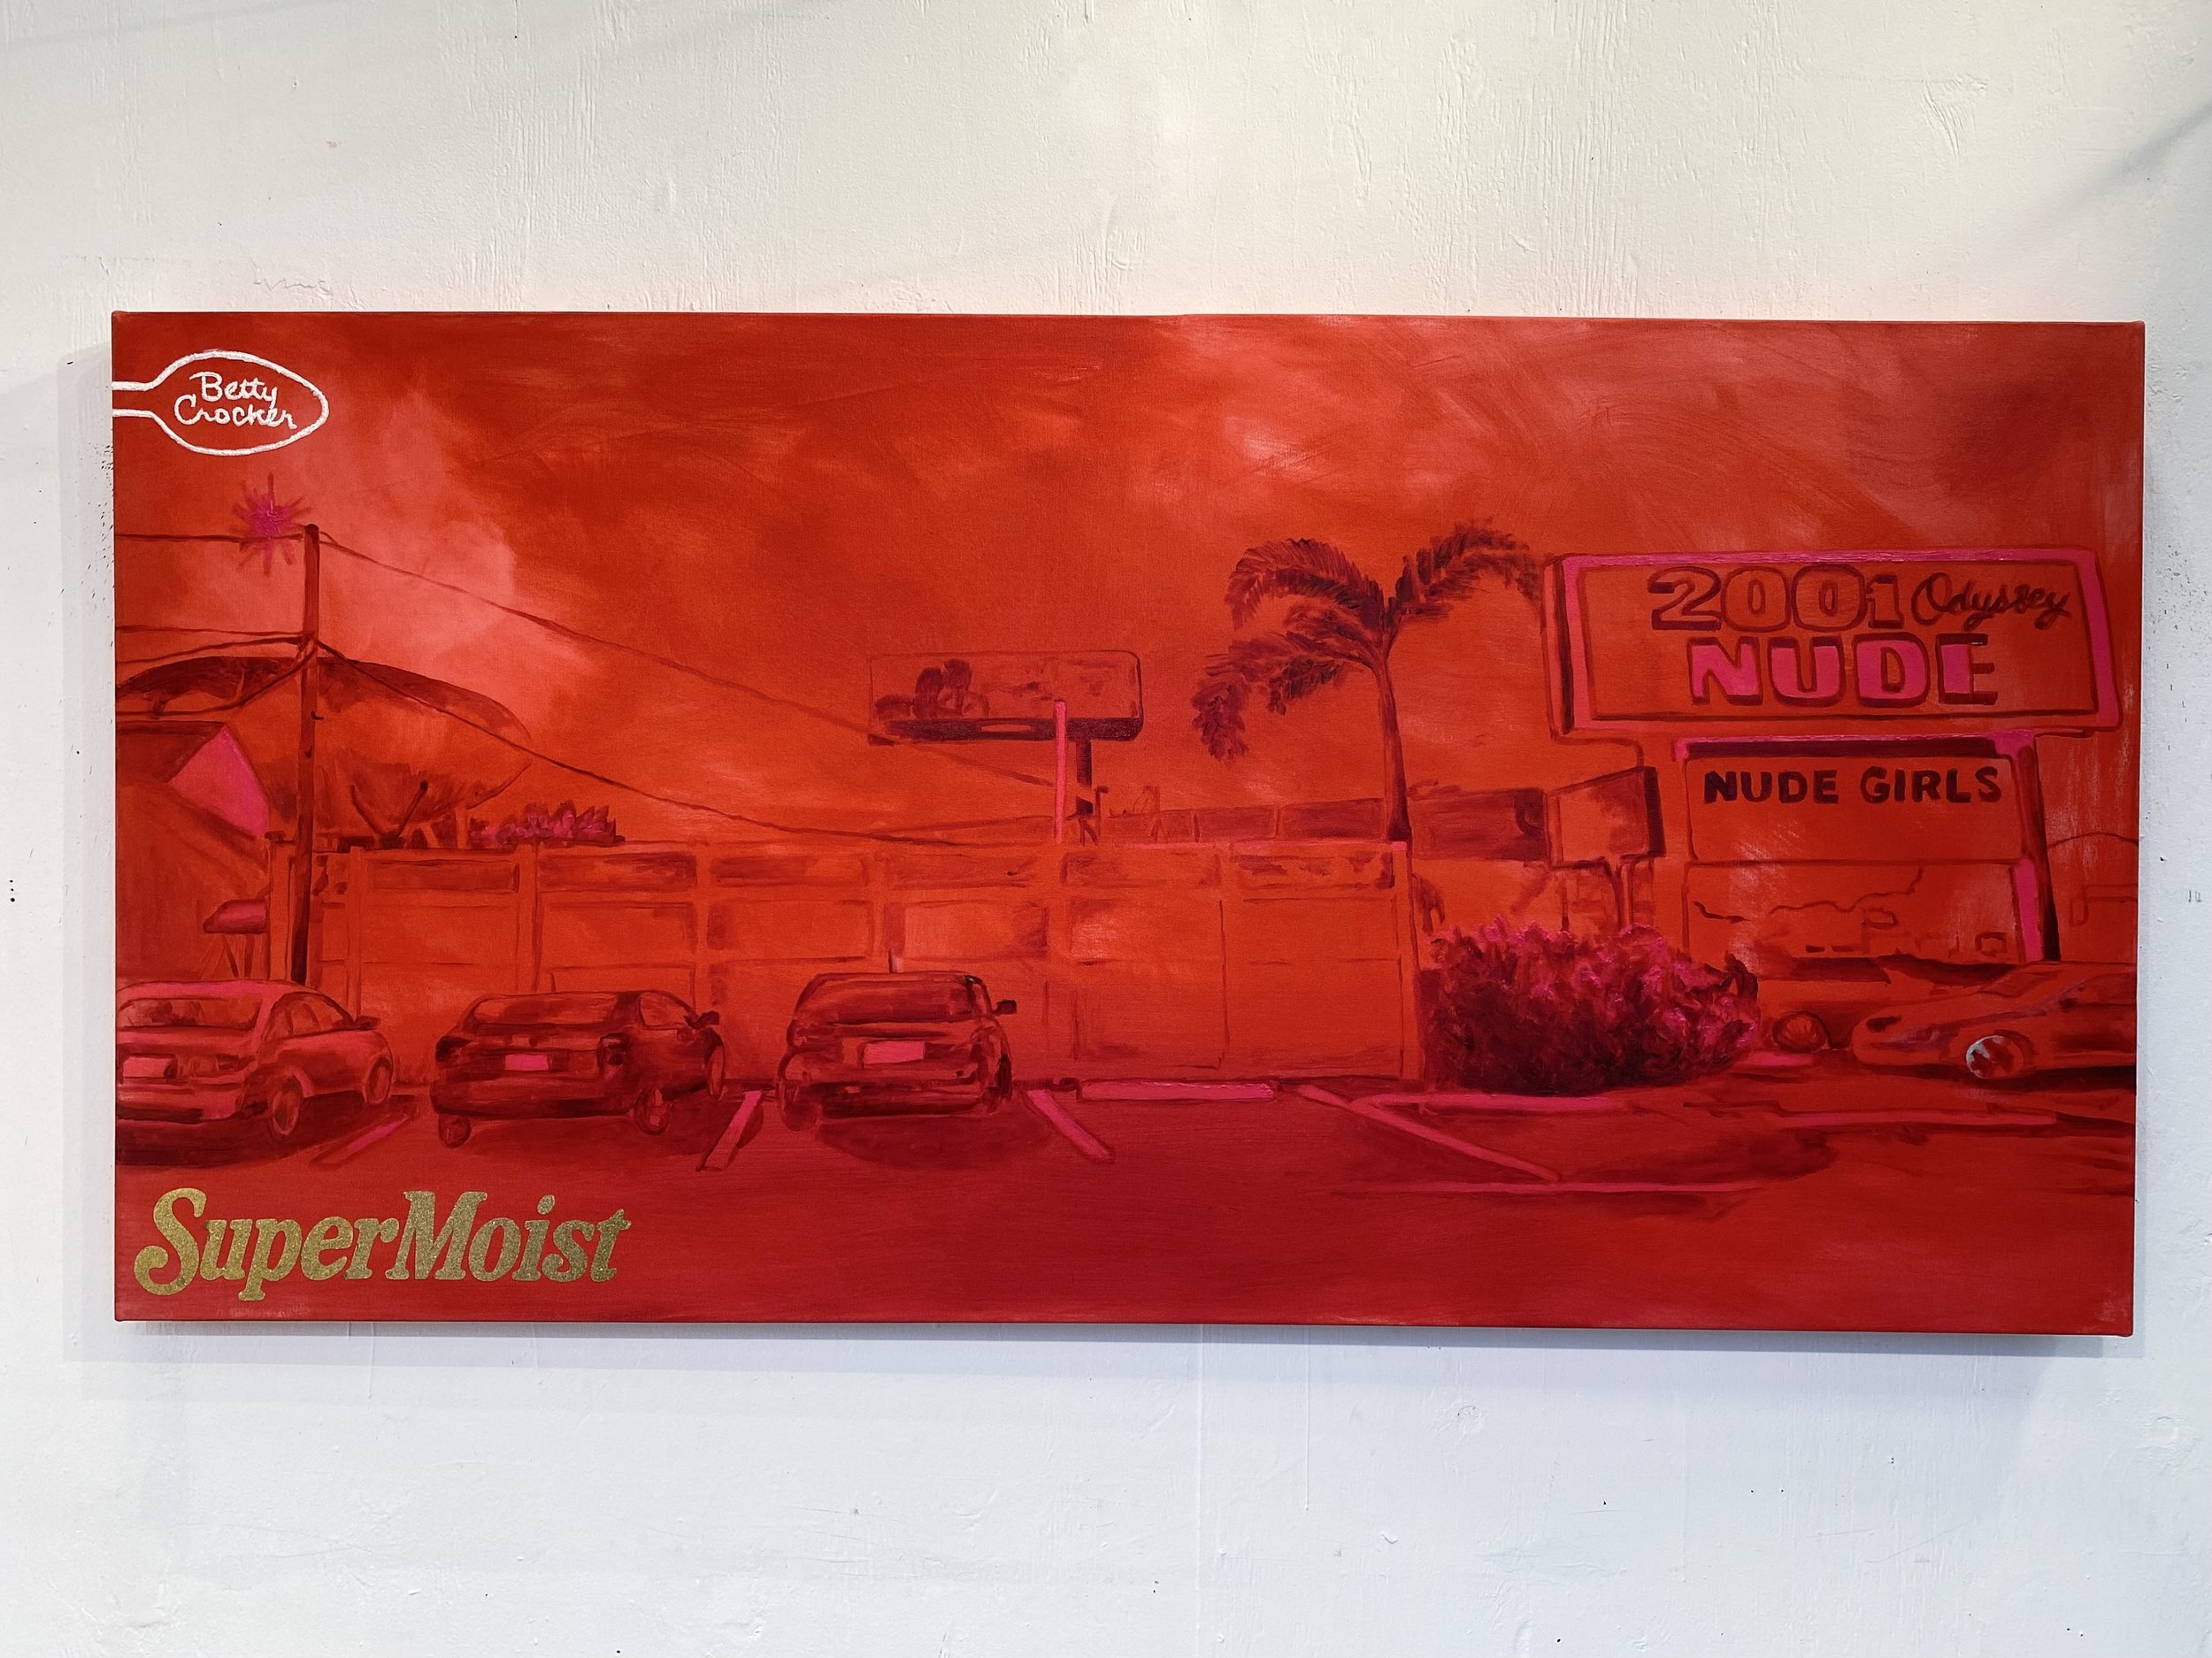 Betty
Crocker
2001 Odyssey
NUDE
NUDE GIRLS
SuperMoist